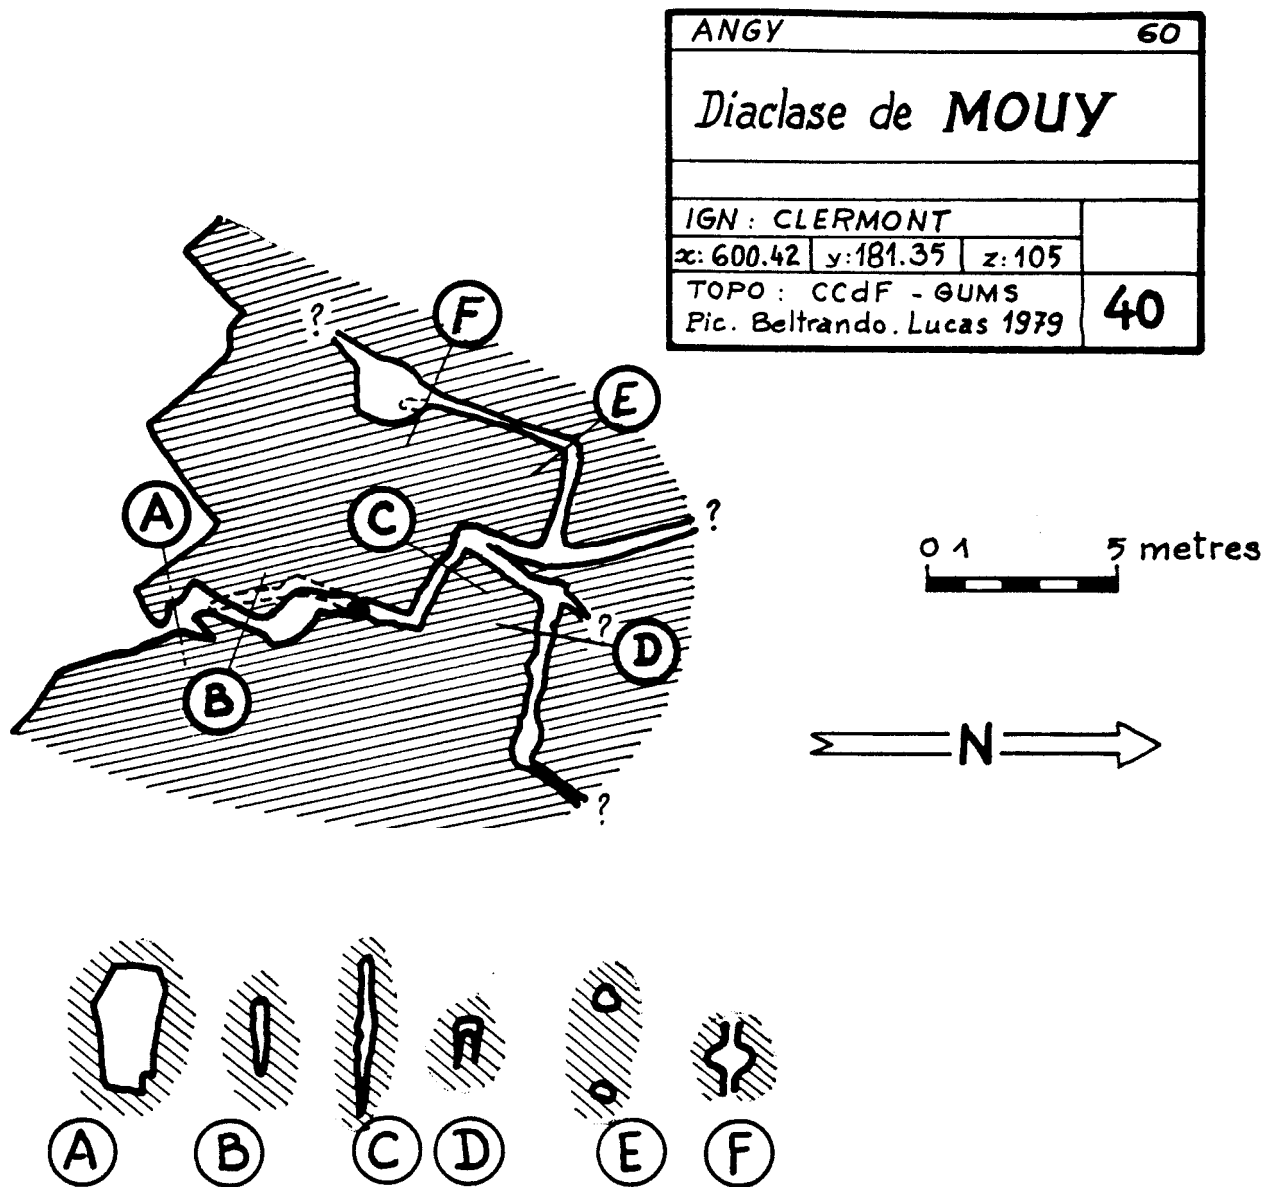 ANGY 60
Diaclase de MOUY
IGN: CLERMONT
x: 600.42 y: 181.35 z: 105
TOPO: CCdF - GUMS
Pic. Beltrando. Lucas 1979
40
?
F
E
A
C
?
0 1 5 metres
?
D
B
N
?
A B C D E F